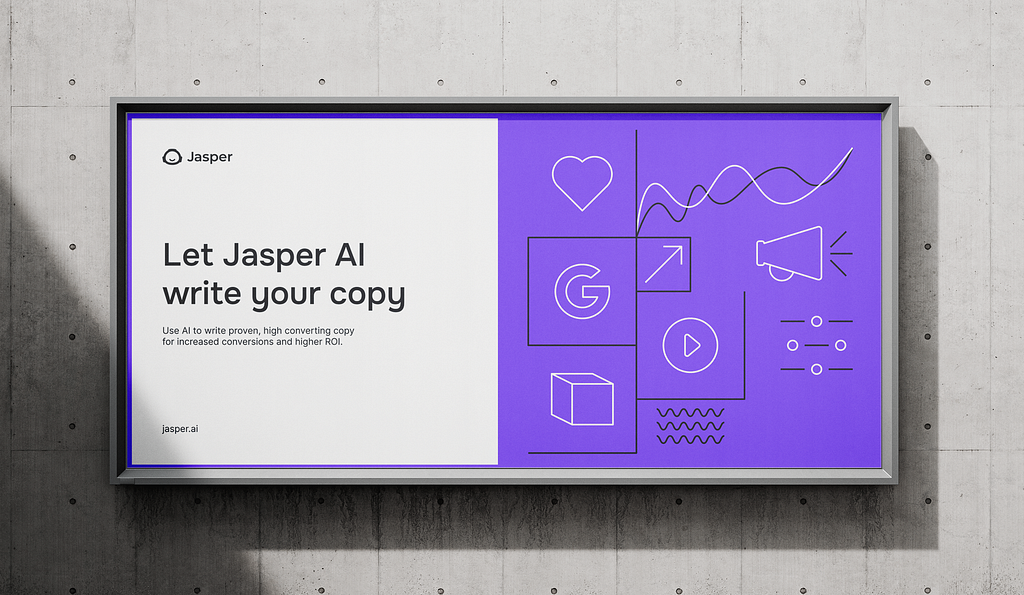 Jasper
Let Jasper AI
write your copy
Use AI to write proven, high converting copy
for increased conversions and higher ROI.
jasper.ai
G